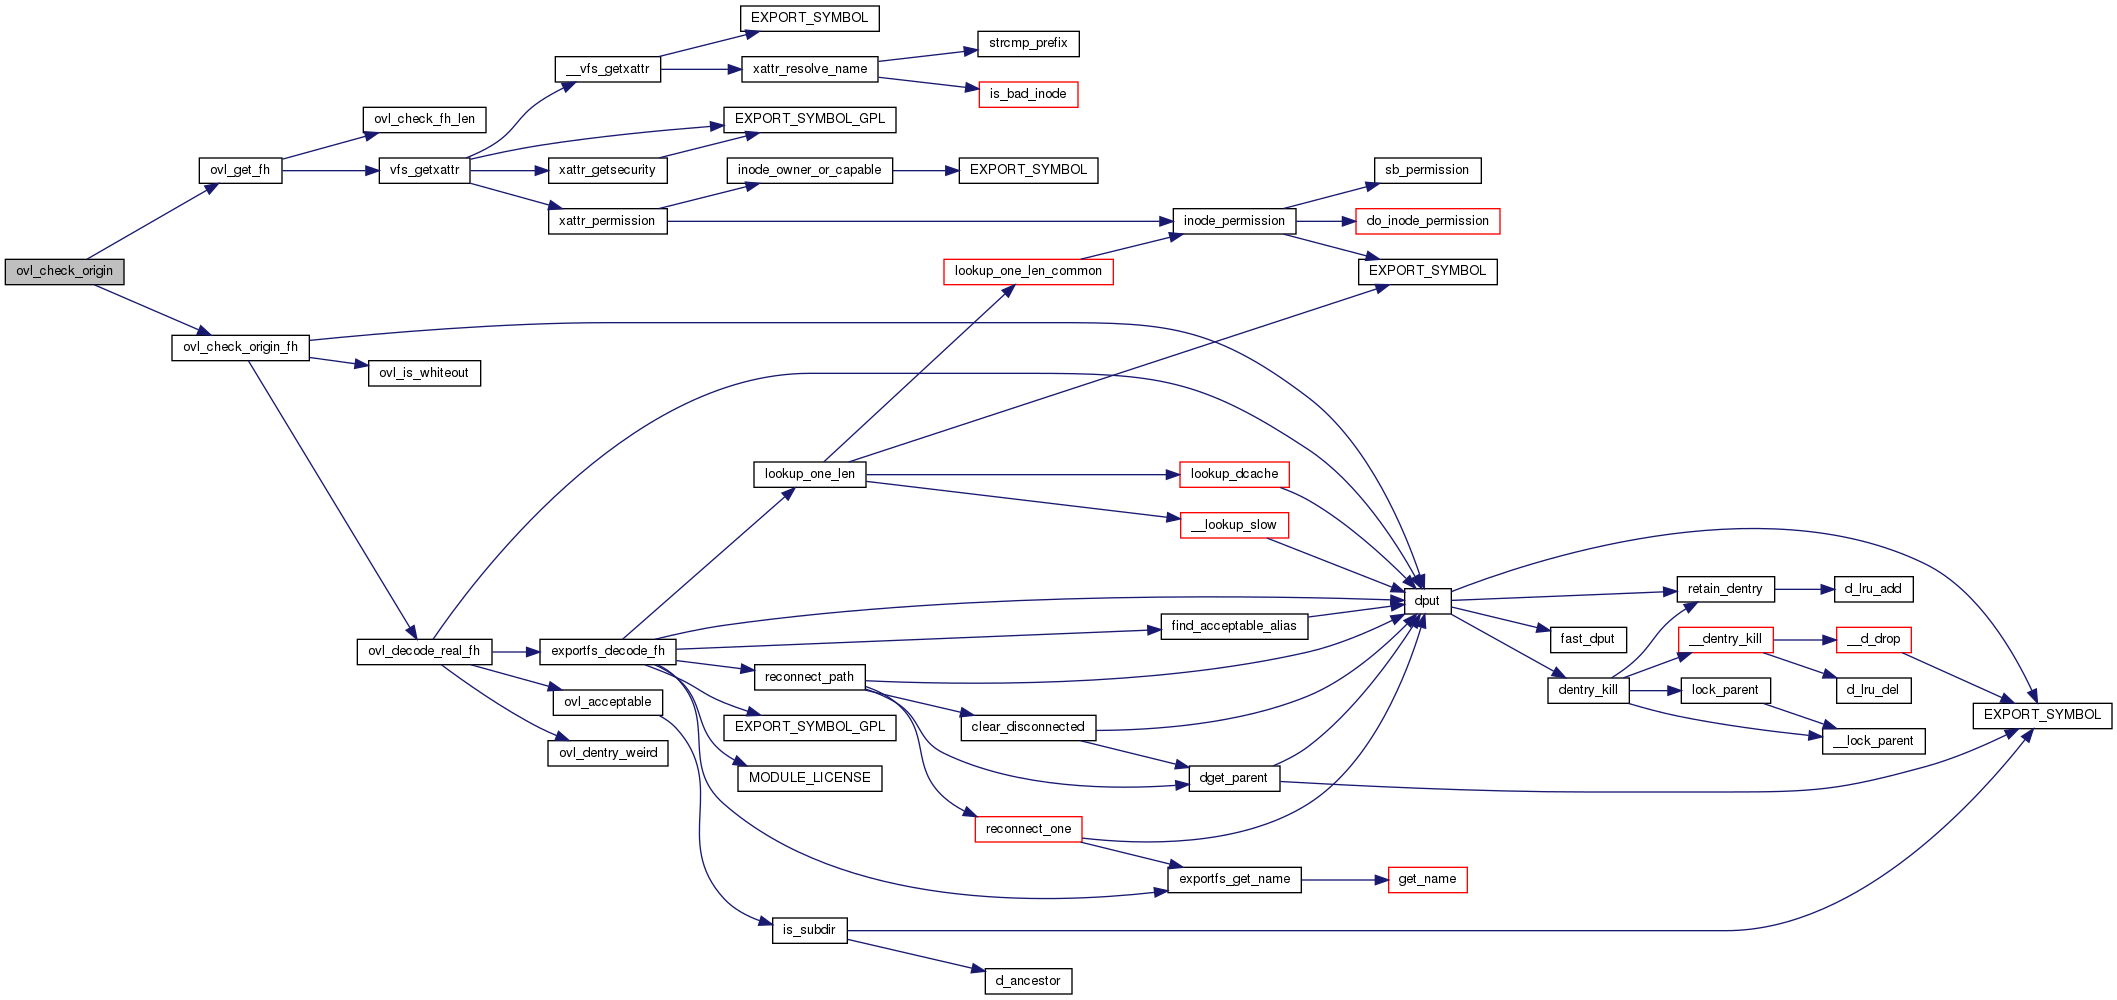 EXPORT_SYMBOL
strcmp_prefix
__vfs_getxattr
xattr_resolve_name
is_bad_inode
ovl_check_fh_len
EXPORT_SYMBOL_GPL
ovl_get_fh
vfs_getxattr
xattr_getsecurity
inode_owner_or_capable
EXPORT_SYMBOL
sb_permission
xattr_permission
inode_permission
do_inode_permission
ovl_check_origin
lookup_one_len_common
EXPORT_SYMBOL
ovl_check_origin_fh
ovl_is_whiteout
lookup_one_len
lookup_dcache
__lookup_slow
dput
retain_dentry
d_lru_add
find_acceptable_alias
fast_dput
__dentry_kill
__d_drop
ovl_decode_real_fh
exportfs_decode_fh
reconnect_path
dentry_kill
lock_parent
d_lru_del
ovl_acceptable
EXPORT_SYMBOL_GPL
clear_disconnected
EXPORT_SYMBOL
__lock_parent
ovl_dentry_weird
MODULE_LICENSE
dget_parent
reconnect_one
exportfs_get_name
get_name
is_subdir
d_ancestor